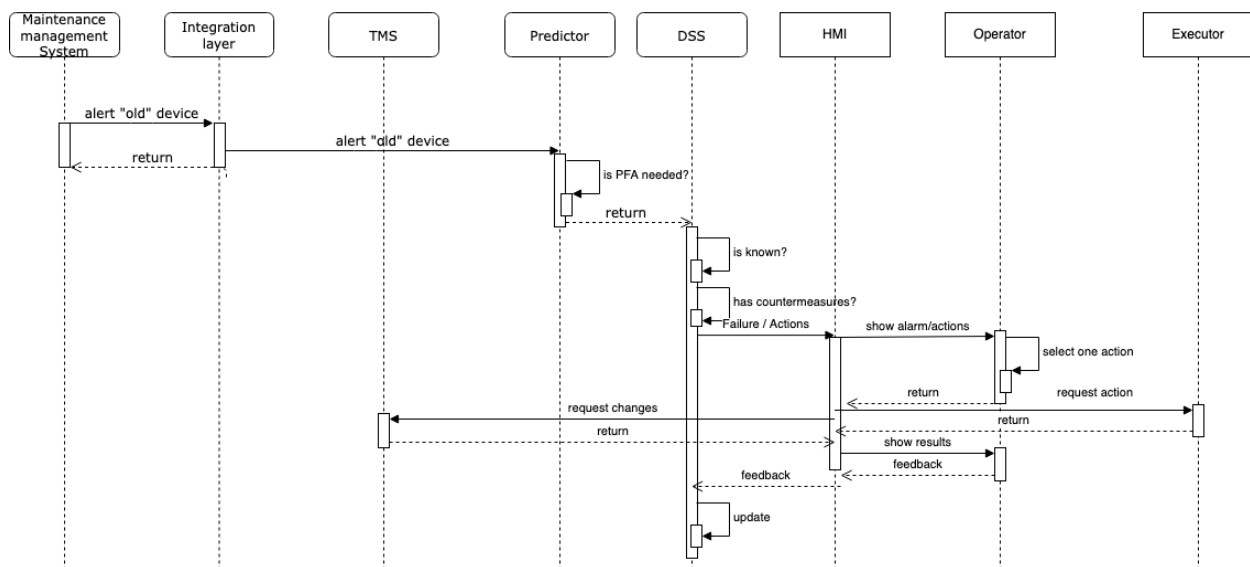 Maintenance
management
System
Integration
layer
TMS
Predictor
DSS
HMI
Operator
Executor
alert "old" device
alert "old" device
return
is PFA needed?
return
is known?
has countermeasures?
Failure / Actions
show alarm/actions
select one action
return
request action
request changes
return
return
show results
feedback
feedback
update